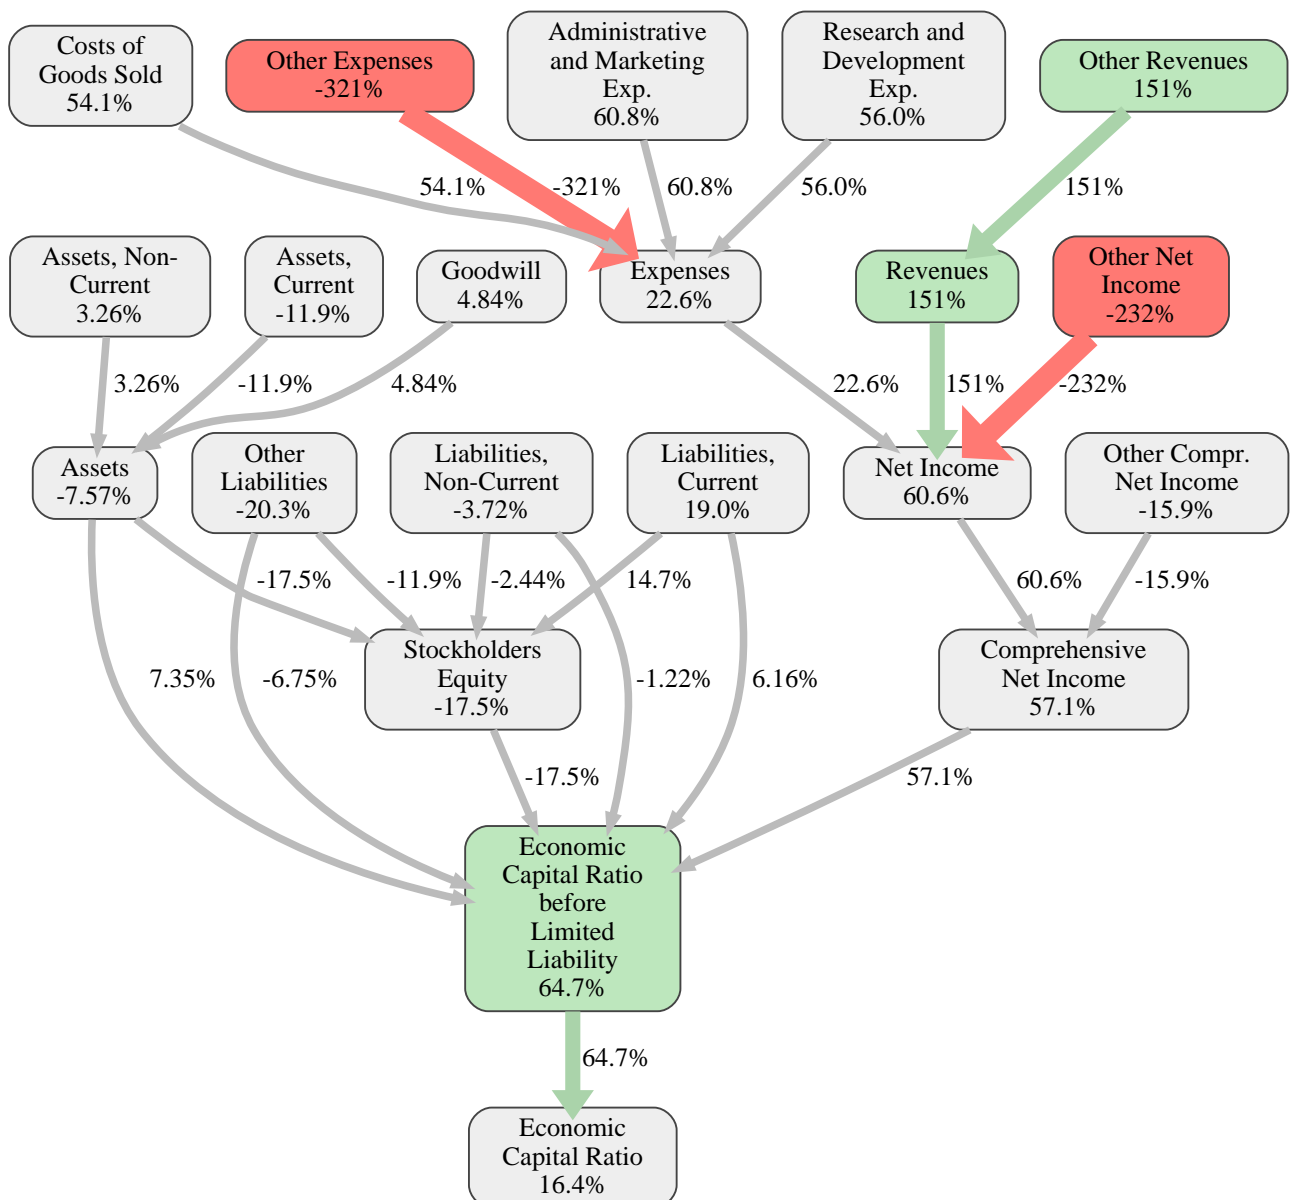 Costs of
Goods Sold
54.1%
Other Expenses
-321%
Administrative
and Marketing
Exp.
60.8%
Research and
Development
Exp.
56.0%
Other Revenues
151%
54.1%
-321%
60.8%
56.0%
151%
Assets, Non-
Current
3.26%
Assets,
Current
-11.9%
Goodwill
4.84%
Expenses
22.6%
Revenues
151%
Other Net
Income
-232%
3.26%
-11.9%
4.84%
22.6%
151%
-232%
Assets
-7.57%
Other
Liabilities
-20.3%
Liabilities,
Non-Current
-3.72%
Liabilities,
Current
19.0%
Net Income
60.6%
Other Compr.
Net Income
-15.9%
-17.5%
-11.9%
-2.44%
14.7%
60.6%
-15.9%
7.35%
-6.75%
Stockholders
Equity
-17.5%
-1.22%
6.16%
Comprehensive
Net Income
57.1%
-17.5%
57.1%
Economic
Capital Ratio
before
Limited
Liability
64.7%
64.7%
Economic
Capital Ratio
16.4%